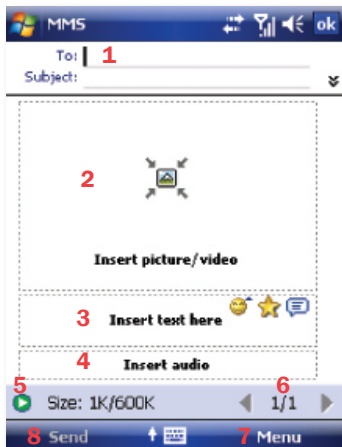 MMS ok
To: 1
Subject:
2
Insert picture/video
3 Insert text here
4 Insert audio
5 6
Size: 1K/600K 1/1
8 Send 7 Menu